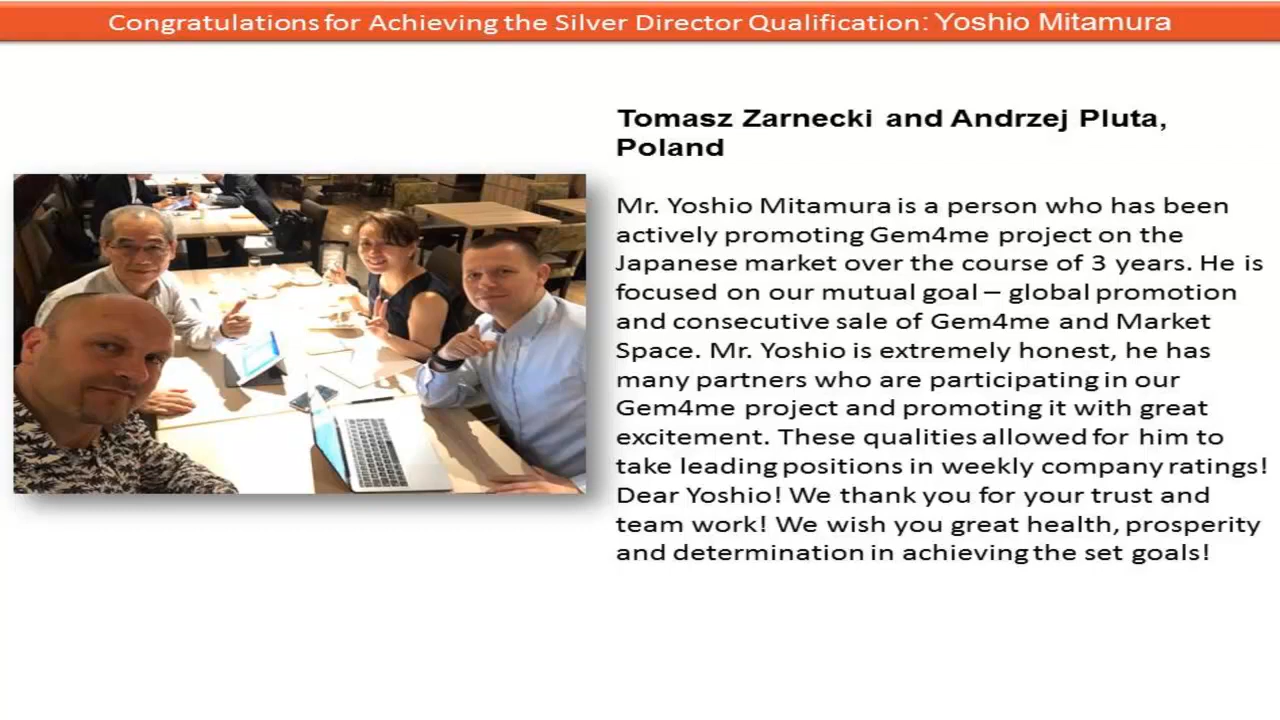 Congratulations for Achieving the Silver Director Qualification: Yoshio Mitamura
Tomasz Zarnecki and Andrzej Pluta,
Poland
Mr. Yoshio Mitamura is a person who has been
actively promoting Gem4me project on the
Japanese market over the course of 3 years. He is
focused on our mutual goal – global promotion
and consecutive sale of Gem4me and Market
Space. Mr. Yoshio is extremely honest, he has
many partners who are participating in our
Gem4me project and promoting it with great
excitement. These qualities allowed for him to
take leading positions in weekly company ratings!
Dear Yoshio! We thank you for your trust and
team work! We wish you great health, prosperity
and determination in achieving the set goals!